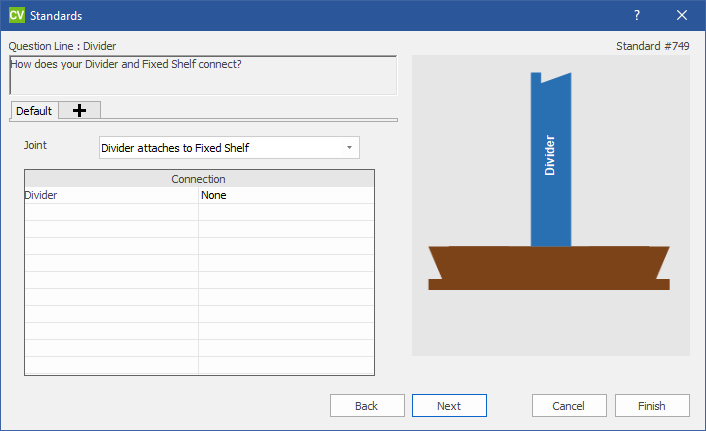 CV Standards ?
Question Line : Divider
Standard #749
How does your Divider and Fixed Shelf connect?
Default
Joint
Divider attaches to Fixed Shelf
Connection
Divider None
Divider
Back Next Cancel Finish